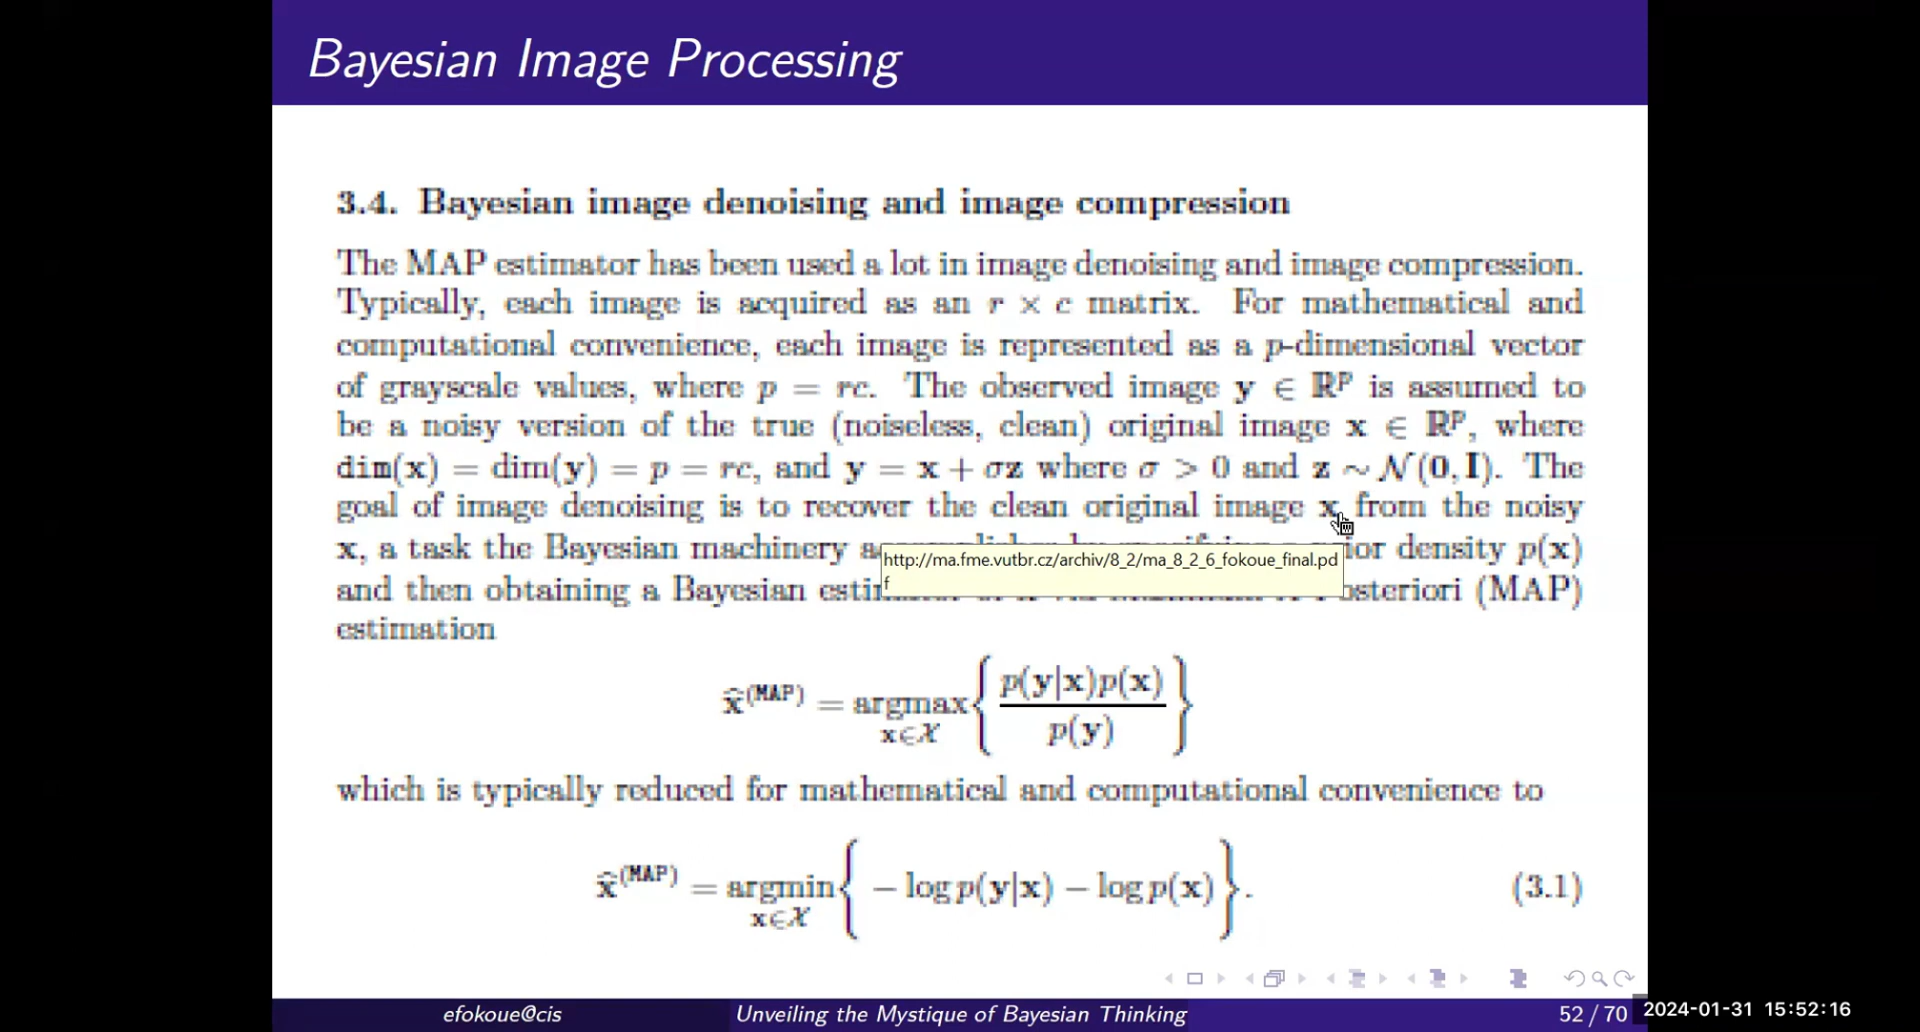 Bayesian Image Processing
3.4. Bayesian image denoising and image compression
The MAP estimator has been used a lot in image denoising and image compression.
Typically, each image is acquired as an r × c matrix. For mathematical and
computational convenience, each image is represented as a p-dimensional vector
of grayscale values, where p = rc. The observed image y ∈ ℝᵖ is assumed to
be a noisy version of the true (noiseless, clean) original image x ∈ ℝᵖ, where
dim(x) = dim(y) = p = rc, and y = x + σz where σ > 0 and z ~ 𝒩(0, I). The
goal of image denoising is to recover the clean original image x from the noisy
x, a task the Bayesian machinery density p(x)
http://ma.fme.vutbr.cz/archiv/8_2/ma_8_2_6_fokoue_final.pd
f
and then obtaining a Bayesian (MAP)
estimation
x̂^(MAP) = argmax_{x∈𝒳} { p(y|x)p(x) / p(y) }
which is typically reduced for mathematical and computational convenience to
x̂^(MAP) = argmin_{x∈𝒳} { − log p(y|x) − log p(x) }. (3.1)
efokoue@cis Unveiling the Mystique of Bayesian Thinking 52 / 70 2024-01-31 15:52:16